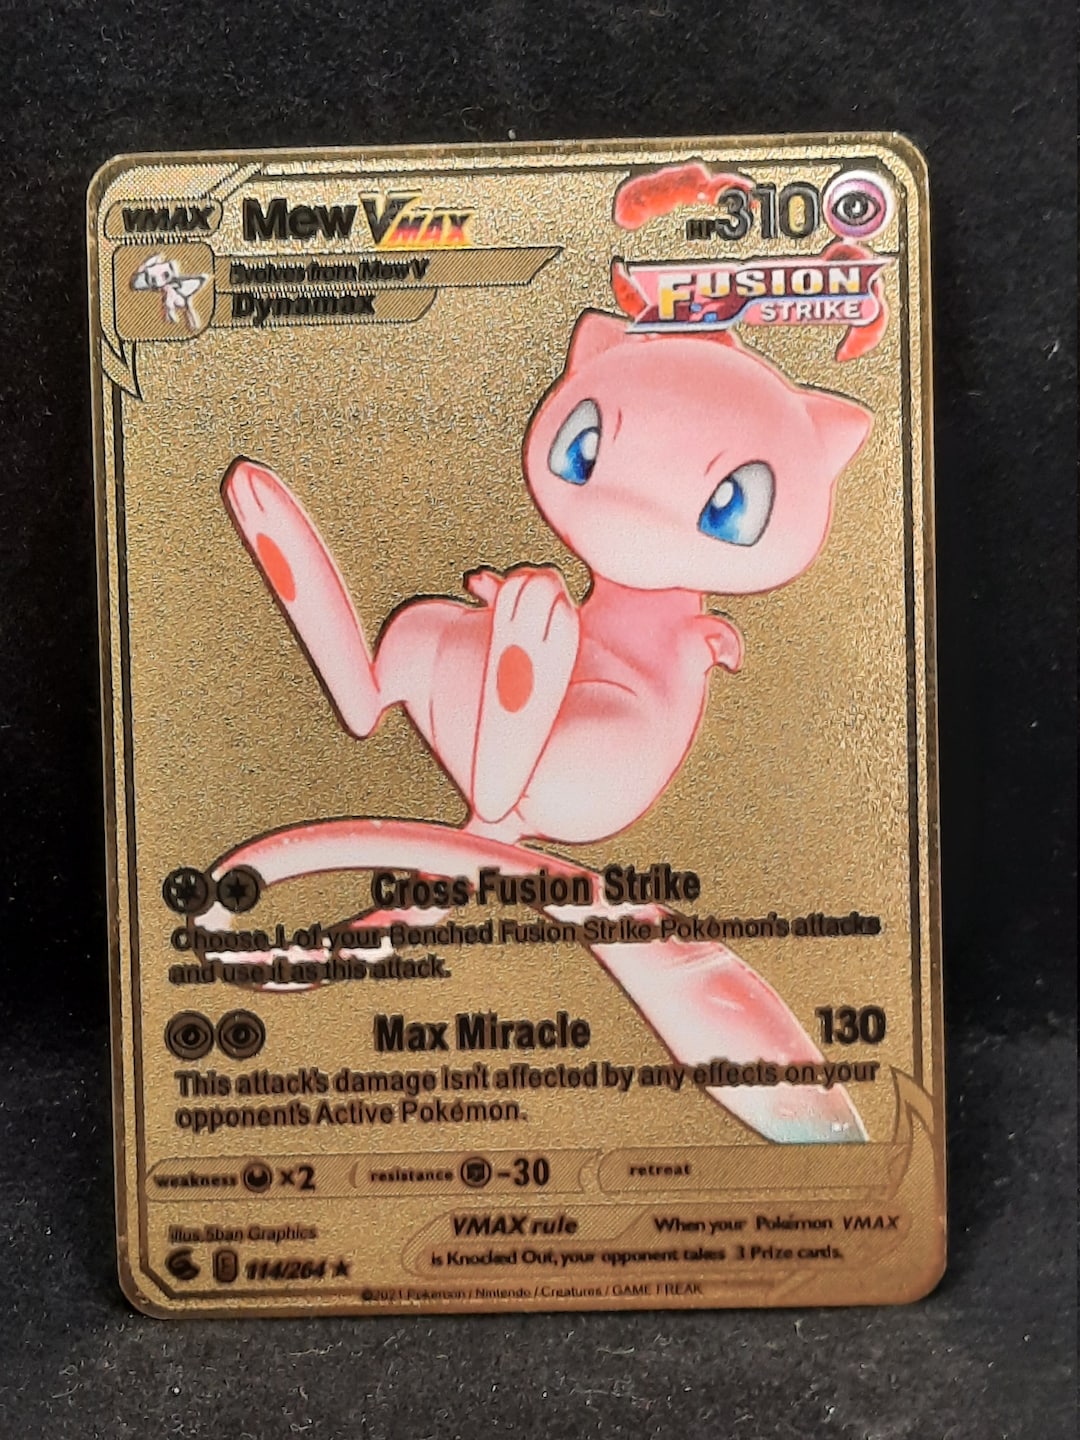 VMAX Mew VMAX HP 310
Evolves from Mew V
Dynamax
FUSION
STRIKE
Cross Fusion Strike
Choose 1 of your Benched Fusion Strike Pokémon's attacks
and use it as this attack.
Max Miracle 130
This attack's damage isn't affected by any effects on your
opponent's Active Pokémon.
weakness ×2 resistance -30 retreat
illus. 5ban Graphics
VMAX rule When your Pokémon VMAX
is Knocked Out, your opponent takes 3 Prize cards.
E 114/264
©2021 Pokémon / Nintendo / Creatures / GAME FREAK